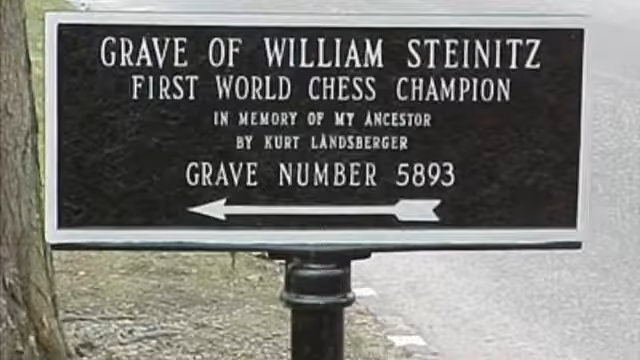 GRAVE OF WILLIAM STEINITZ
FIRST WORLD CHESS CHAMPION
IN MEMORY OF MY ANCESTOR
BY KURT LANDSBERGER
GRAVE NUMBER 5893